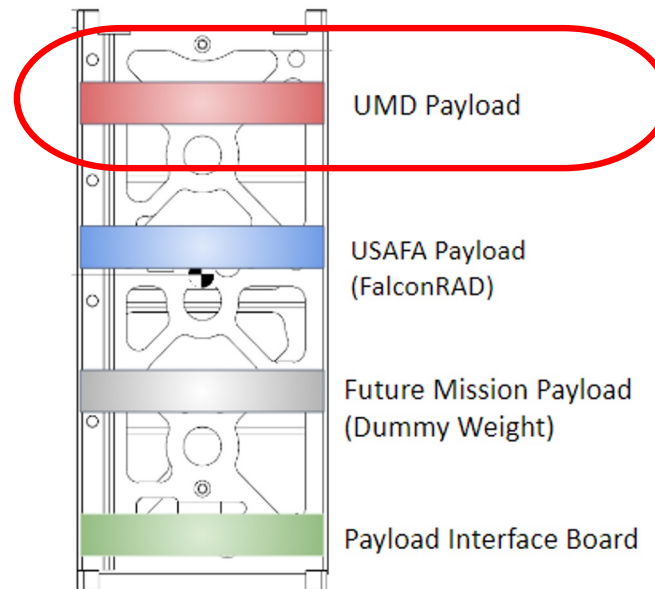 UMD Payload
USAFA Payload
(FalconRAD)
Future Mission Payload
(Dummy Weight)
Payload Interface Board